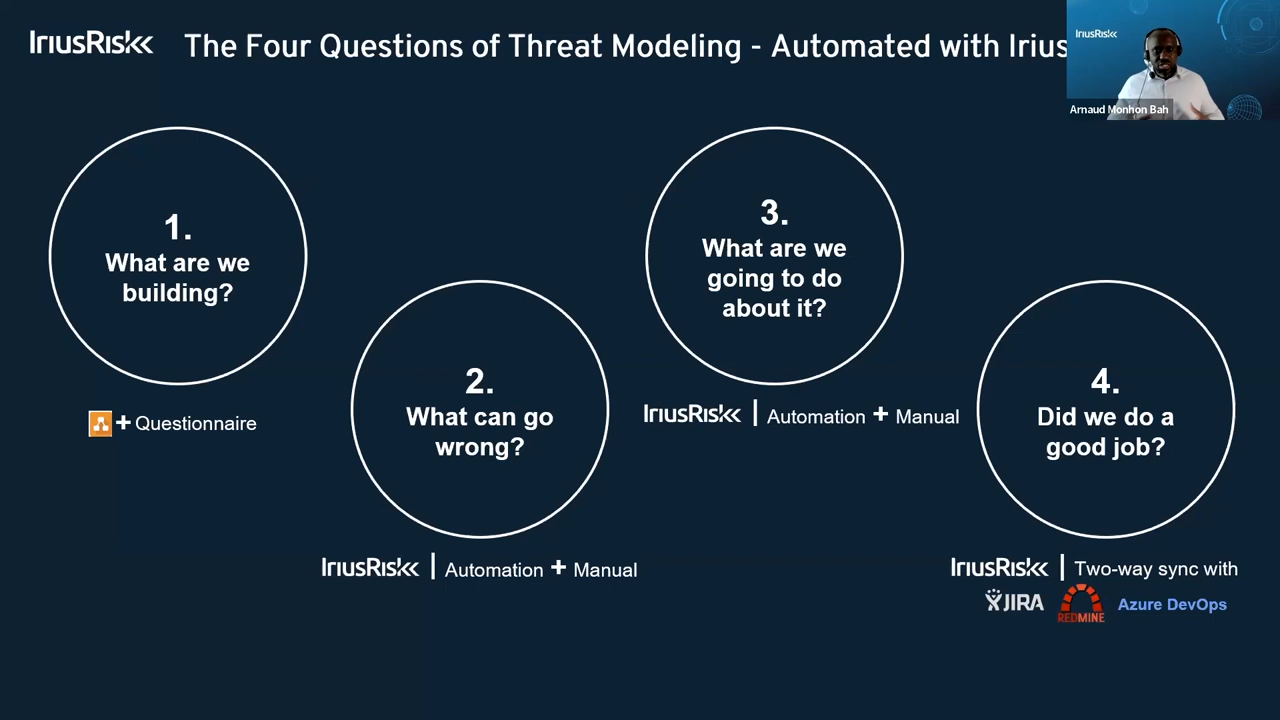 IriusRisk
The Four Questions of Threat Modeling - Automated with Irius
IriusRisk
Arnaud Monhon Bah
1.
What are we
building?
+ Questionnaire
2.
What can go
wrong?
IriusRisk | Automation + Manual
3.
What are we
going to do
about it?
IriusRisk | Automation + Manual
4.
Did we do a
good job?
IriusRisk | Two-way sync with
JIRA REDMINE Azure DevOps